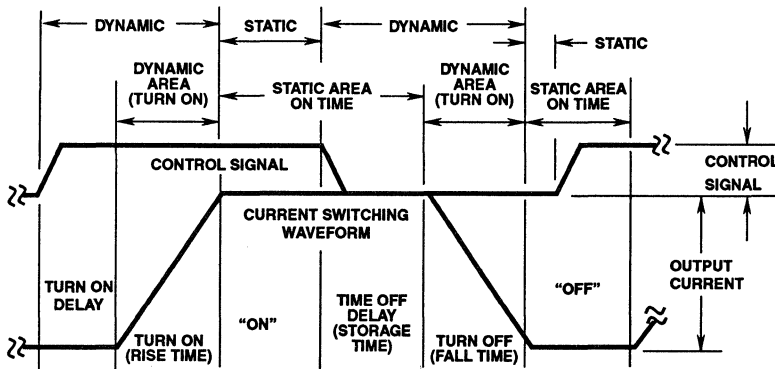 DYNAMIC
STATIC
DYNAMIC
STATIC
DYNAMIC
AREA
(TURN ON)
STATIC AREA
ON TIME
DYNAMIC
AREA
(TURN ON)
STATIC AREA
ON TIME
CONTROL SIGNAL
CONTROL
SIGNAL
CURRENT SWITCHING
WAVEFORM
TURN ON
DELAY
TURN ON
(RISE TIME)
“ON”
TIME OFF
DELAY
(STORAGE
TIME)
TURN OFF
(FALL TIME)
“OFF”
OUTPUT
CURRENT